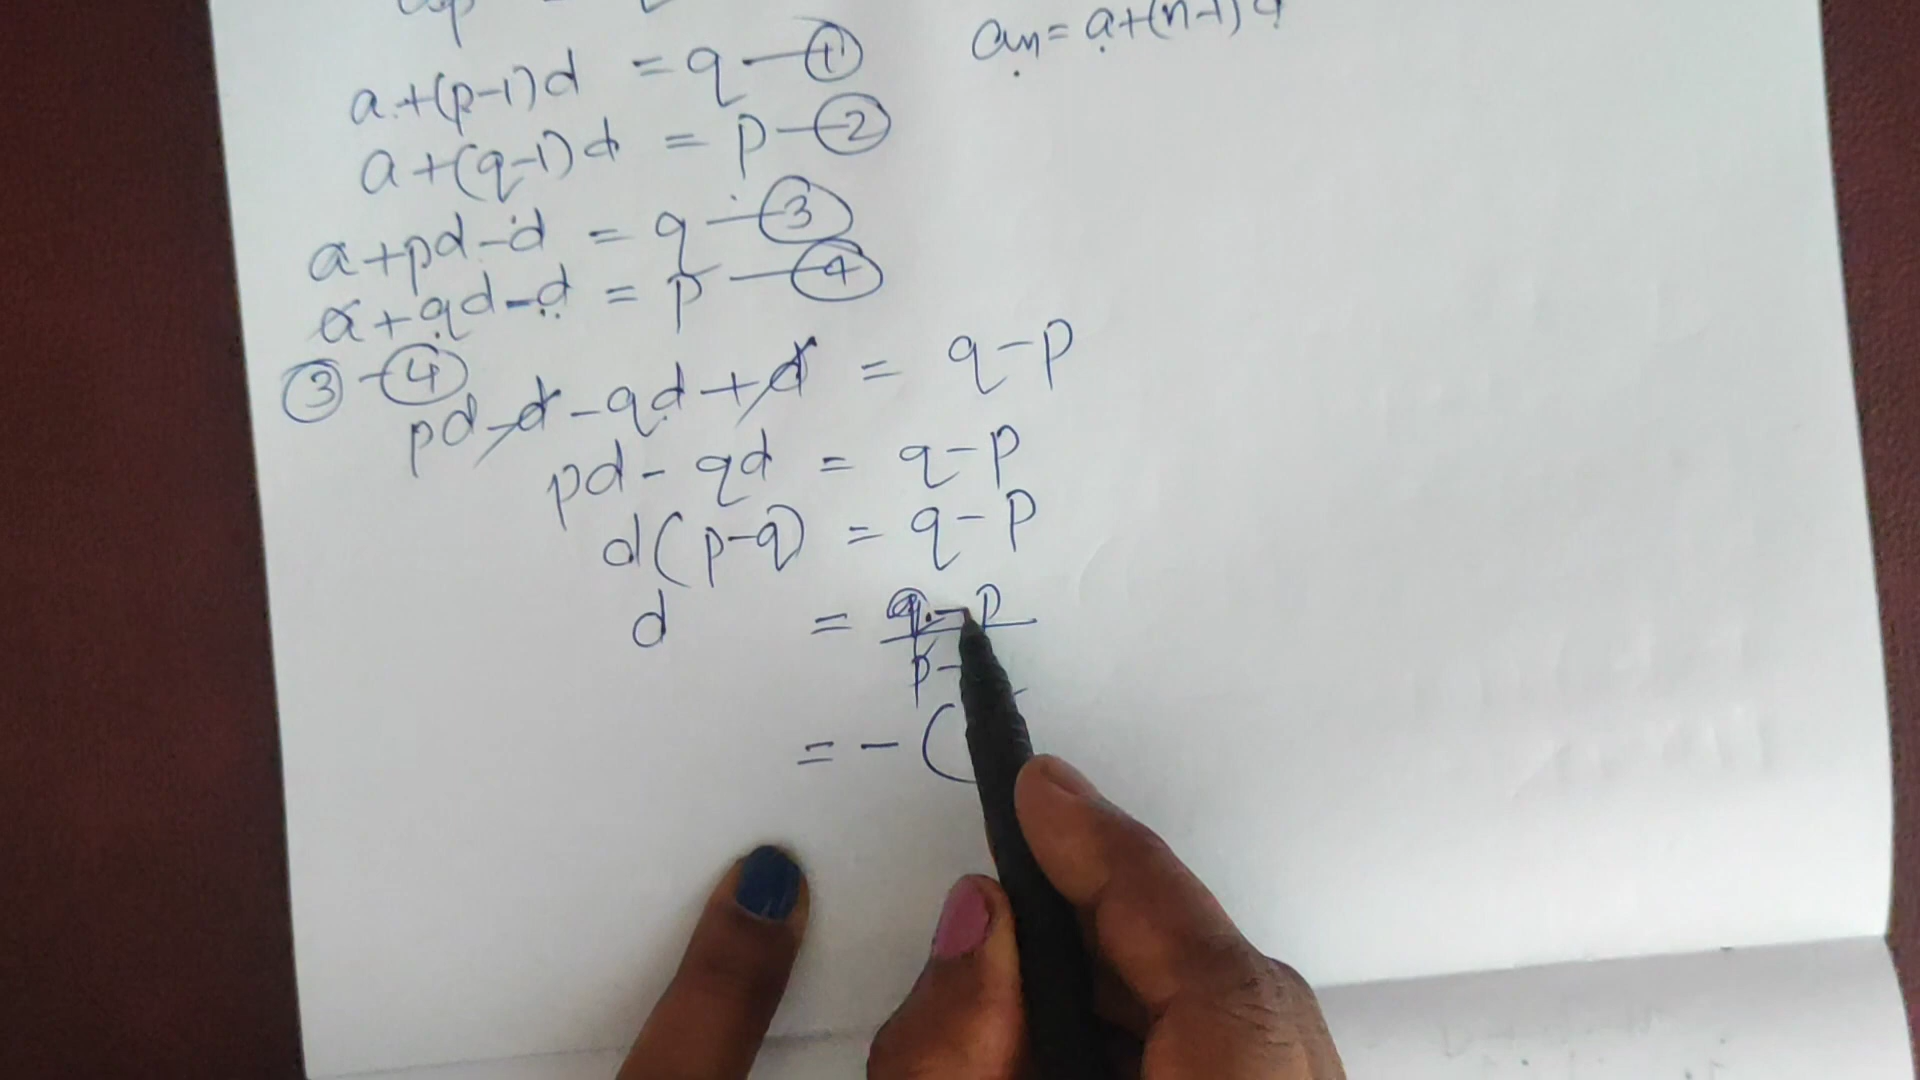 aₙ = a+(n-1)d
a+(p-1)d = q — ①
a+(q-1)d = p — ②
a+pd-d = q — ③
a+qd-d = p — ④
③ - ④
pd-d-qd+d = q-p
pd-qd = q-p
d(p-q) = q-p
d = q-p
p-
= -(